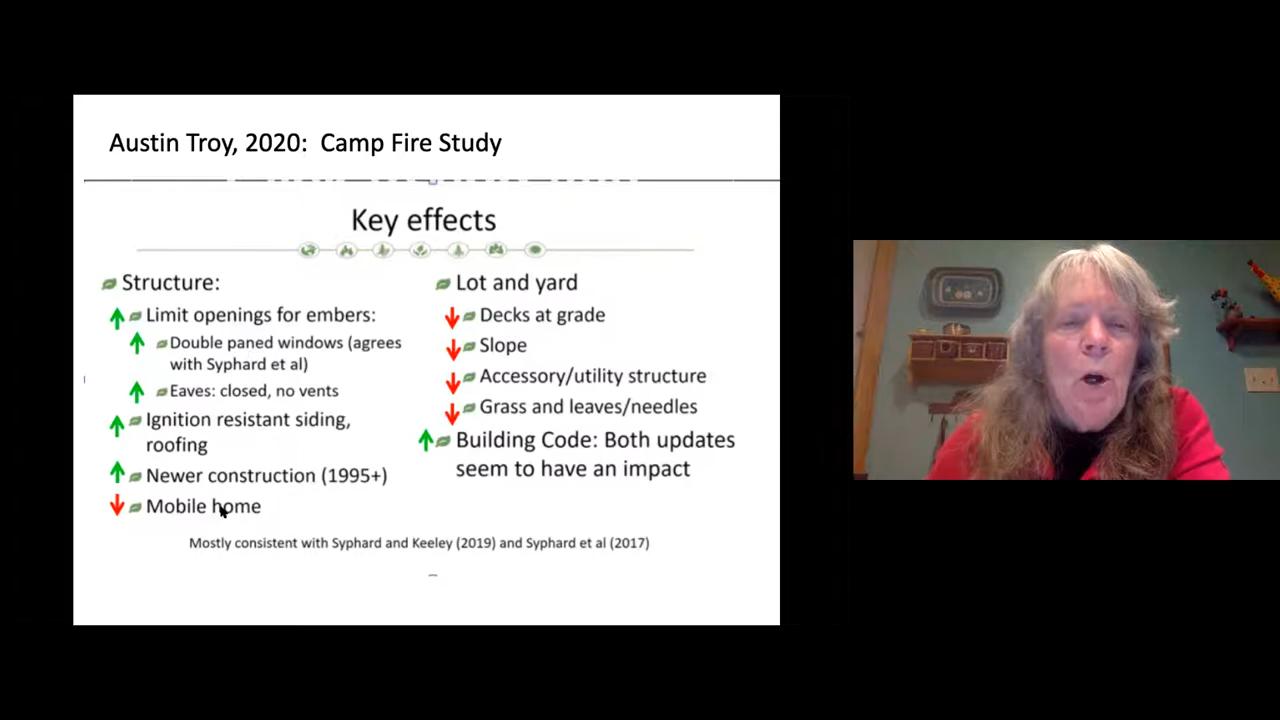 Austin Troy, 2020: Camp Fire Study
Key effects
Structure:
Limit openings for embers:
Double paned windows (agrees
with Syphard et al)
Eaves: closed, no vents
Ignition resistant siding,
roofing
Newer construction (1995+)
Mobile home
Lot and yard
Decks at grade
Slope
Accessory/utility structure
Grass and leaves/needles
Building Code: Both updates
seem to have an impact
Mostly consistent with Syphard and Keeley (2019) and Syphard et al (2017)